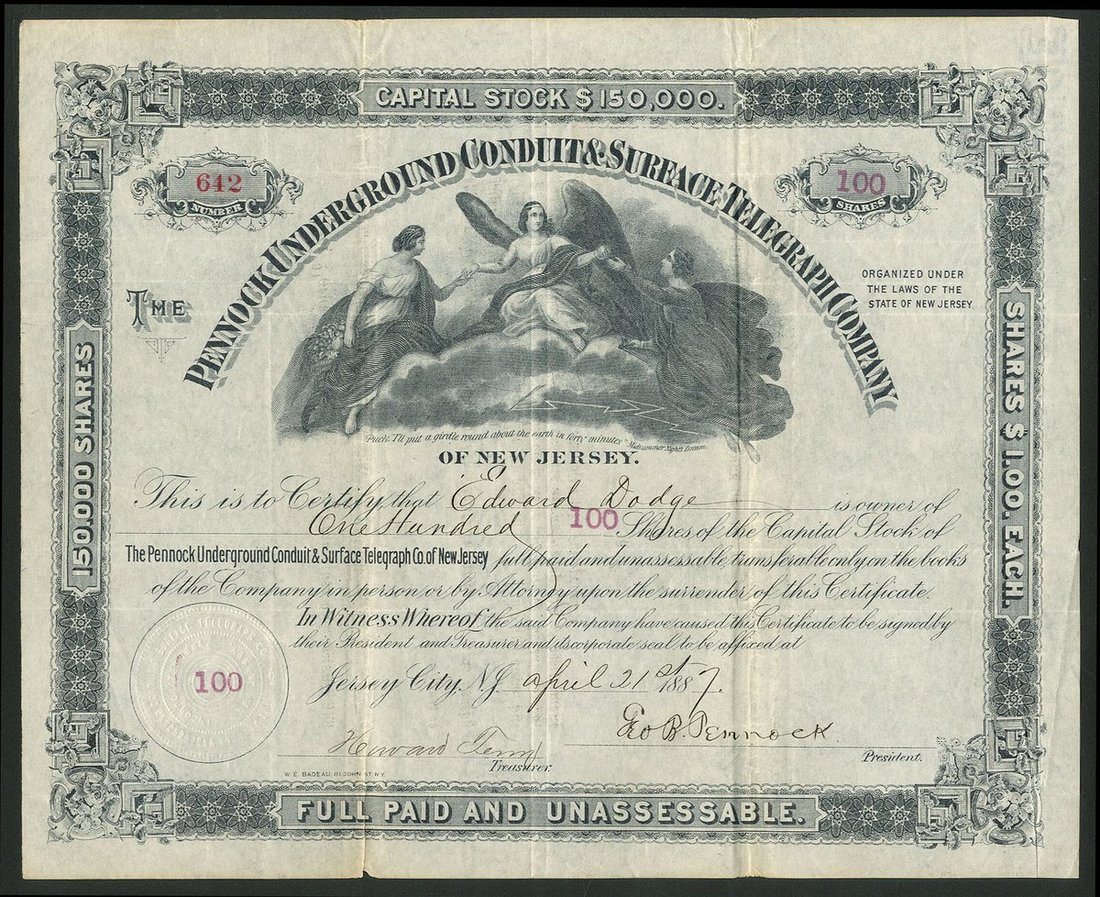 CAPITAL STOCK $150,000.
642
NUMBER
100
SHARES
THE
PENNOCK UNDERGROUND CONDUIT & SURFACE TELEGRAPH COMPANY
ORGANIZED UNDER
THE LAWS OF THE
STATE OF NEW JERSEY.
150.000 SHARES
SHARES $1.00. EACH.
"Puck: I'll put a girdle round about the earth in forty minutes" Midsummer Nights Dream.
OF NEW JERSEY.
This is to Certify, that Edward Dodge is owner of
One Hundred 100 Shares of the Capital Stock of
The Pennock Underground Conduit & Surface Telegraph Co. of New Jersey full paid and unassessable, transferable only on the books
of the Company in person or by Attorney upon the surrender of this Certificate.
In Witness Whereof the said Company have caused this Certificate to be signed by
their President and Treasurer and its corporate seal to be affixed at
Jersey City, N.J. April 21st 1887.
100
Geo B. Pennock
Howard
Treasurer.
President.
W. E. BADEAU,
FULL PAID AND UNASSESSABLE.